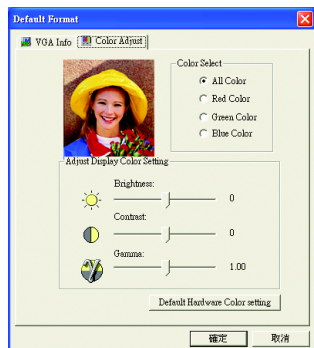 Default Format
VGA Info
Color Adjust
Color Select
All Color
Red Color
Green Color
Blue Color
Adjust Display Color Setting
Brightness:
0
Contrast:
0
Gamma:
1.00
Default Hardware Color setting
確定
取消